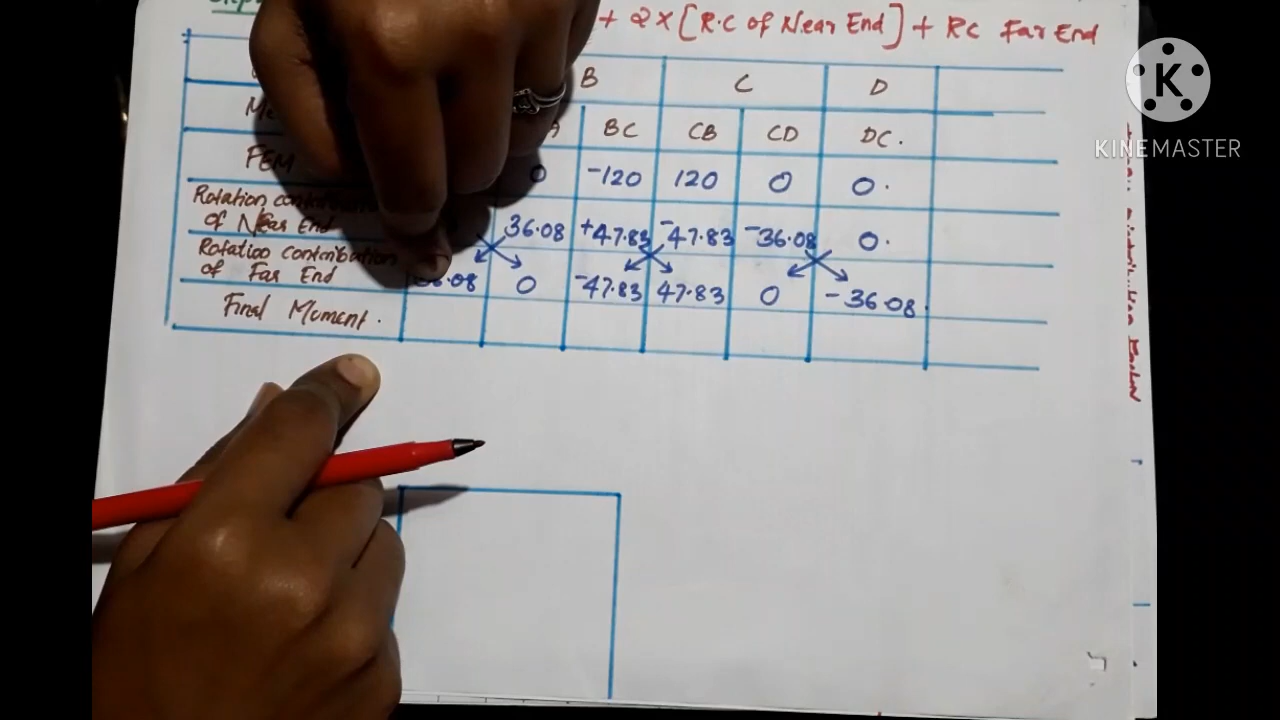 + 2 x [R.C of Near End] + RC Far End
B C D
BC CB CD DC.
FEM 0 -120 120 0 0.
Rotation
of Near End 36.08 +47.83 -47.83 -36.08 0.
Rotation contribution
of Far End 0 -47.83 47.83 0 -36.08.
Final Moment.
K
KINEMASTER